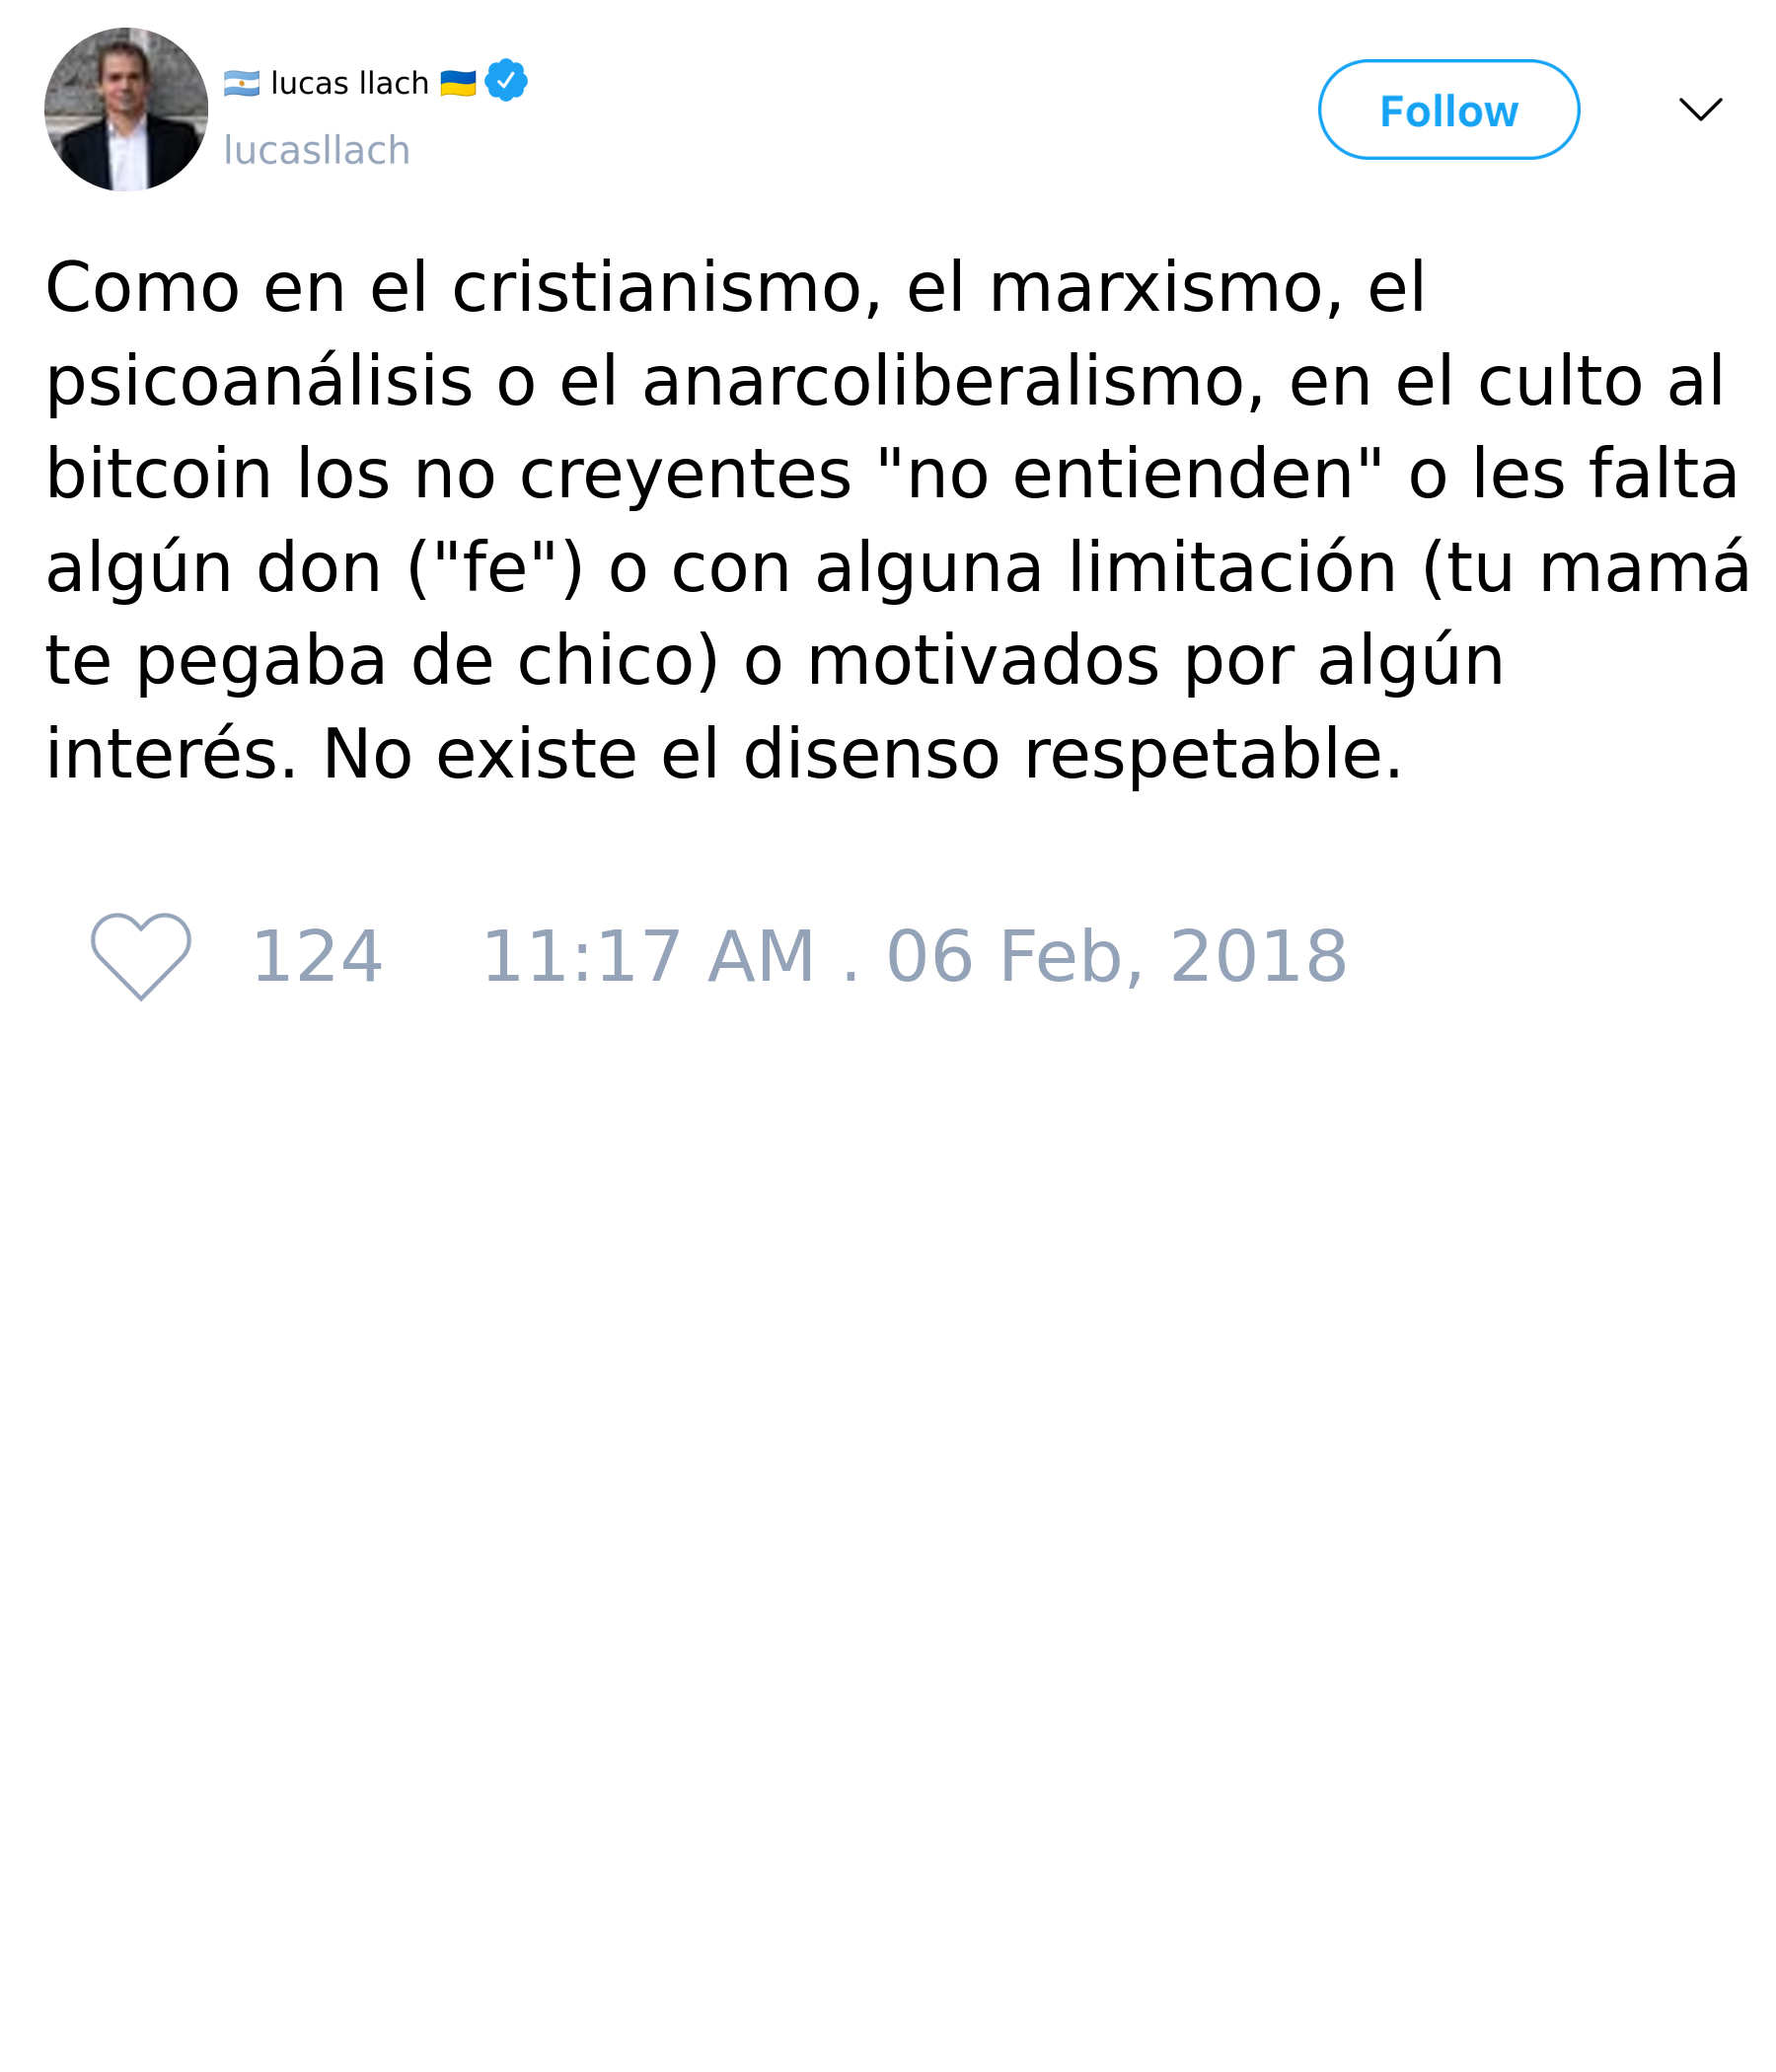 🇦🇷 lucas llach 🇺🇦
lucasllach
Follow
Como en el cristianismo, el marxismo, el
psicoanálisis o el anarcoliberalismo, en el culto al
bitcoin los no creyentes "no entienden" o les falta
algún don ("fe") o con alguna limitación (tu mamá
te pegaba de chico) o motivados por algún
interés. No existe el disenso respetable.
124 11:17 AM . 06 Feb, 2018